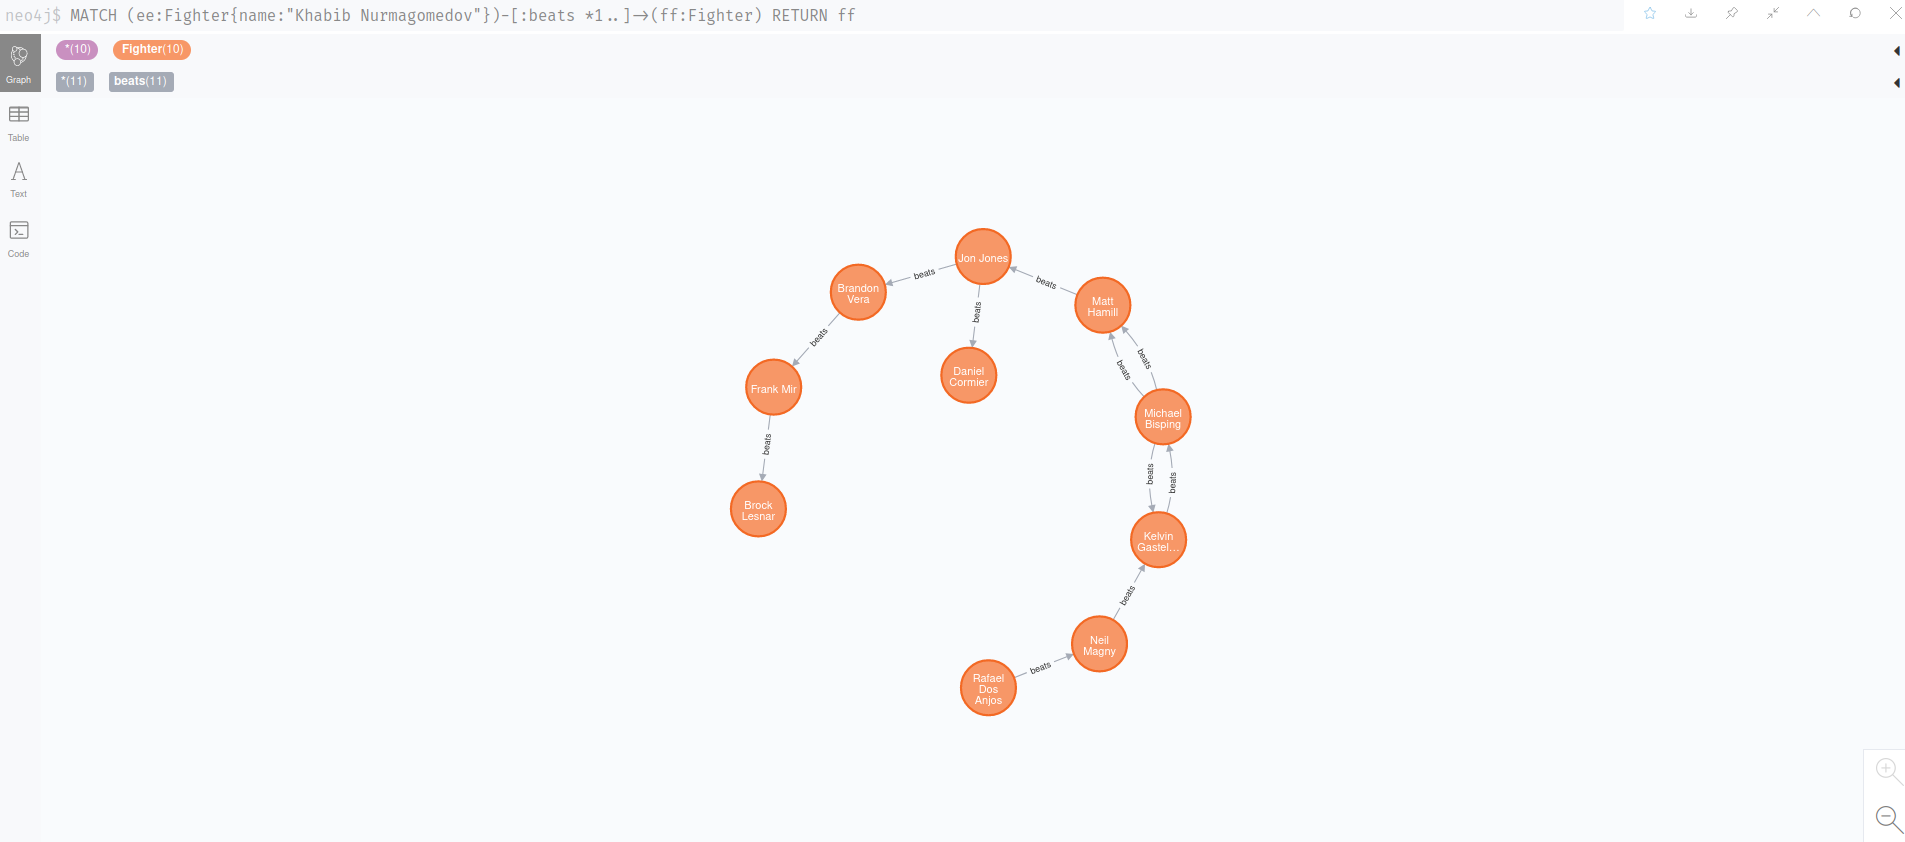 neo4j$ MATCH (ee:Fighter{name:"Khabib Nurmagomedov"})-[:beats *1..]->(ff:Fighter) RETURN ff
*(10) Fighter(10)
*(11) beats(11)
Graph
Table
Text
Code
Jon Jones
beats
Brandon
Vera
beats
Matt
Hamill
beats
beats
Frank Mir
Daniel
Cormier
beats
beats
Michael
Bisping
beats
Brock
Lesnar
beats
beats
Kelvin
Gastel...
beats
Neil
Magny
beats
Rafael
Dos
Anjos